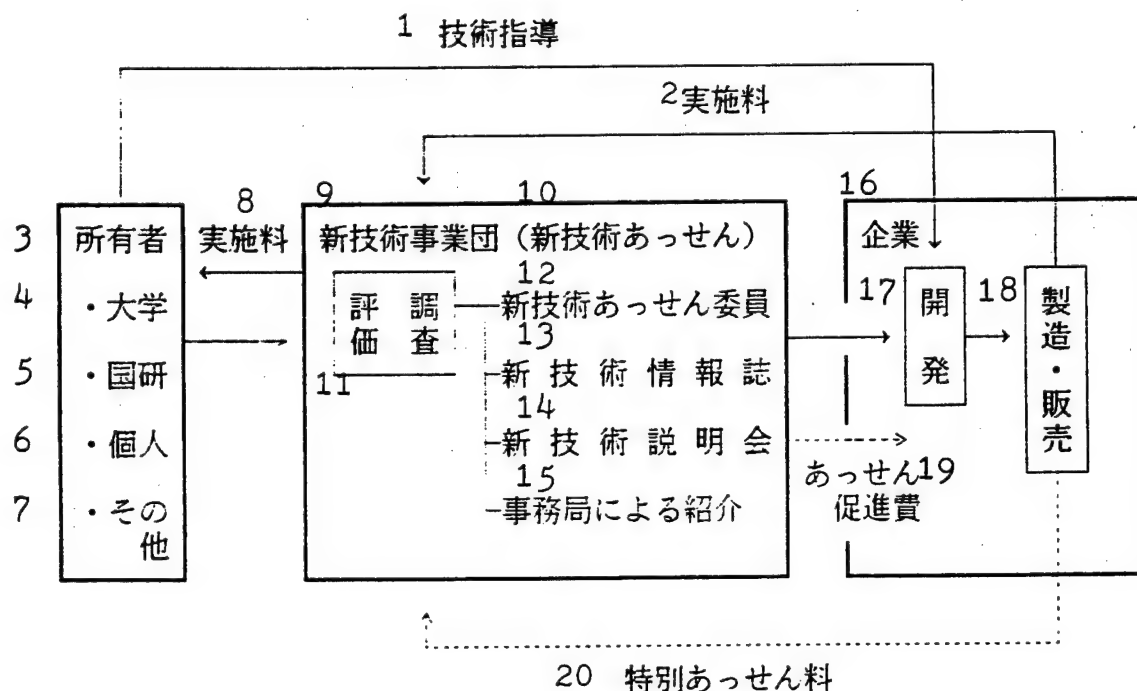 1 技術指導
2実施料
3 所有者
4 ・大学
5 ・国研
6 ・個人
7 ・その
他
8
実施料
9 10
新技術事業団（新技術あっせん）
11
評 調
価 査
12
新技術あっせん委員
13
新技術情報誌
14
新技術説明会
15
事務局による紹介
16
企業
17
開発
18
製造・販売
あっせん19
促進費
20 特別あっせん料